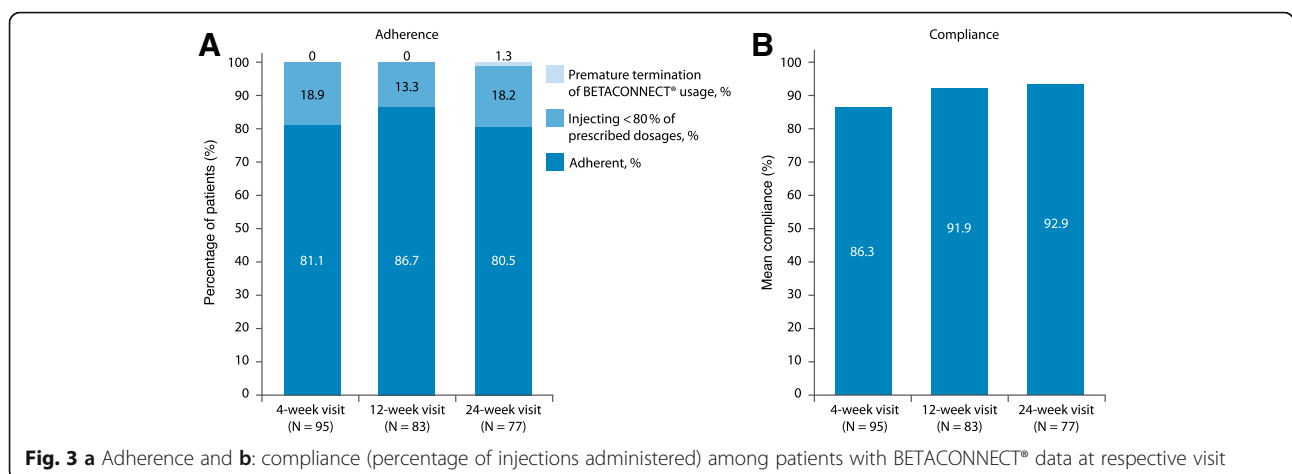 A
Adherence
Percentage of patients (%)
100
90
80
70
60
50
40
30
20
10
0
0
18.9
81.1
0
13.3
86.7
1.3
18.2
80.5
4-week visit
(N = 95)
12-week visit
(N = 83)
24-week visit
(N = 77)
Premature termination
of BETACONNECT® usage, %
Injecting <80 % of
prescribed dosages, %
Adherent, %
B
Compliance
Mean compliance (%)
100
90
80
70
60
50
40
30
20
10
0
86.3
91.9
92.9
4-week visit
(N = 95)
12-week visit
(N = 83)
24-week visit
(N = 77)
Fig. 3 a Adherence and b: compliance (percentage of injections administered) among patients with BETACONNECT® data at respective visit